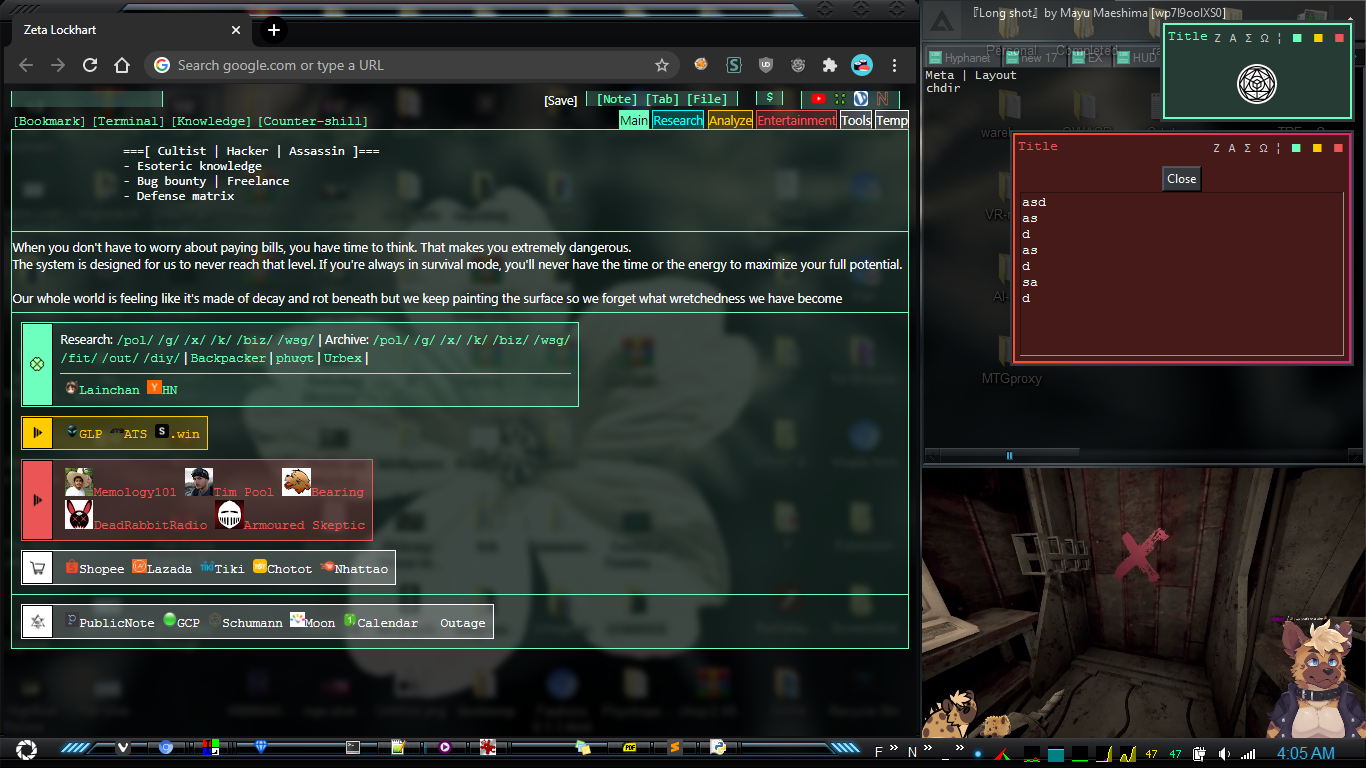 Zeta Lockhart
Search google.com or type a URL
[Save] [Note] [Tab] [File] $
[Bookmark] [Terminal] [Knowledge] [Counter-shill]
Main Research Analyze Entertainment Tools Temp
===[ Cultist | Hacker | Assassin ]===
- Esoteric knowledge
- Bug bounty | Freelance
- Defense matrix
When you don't have to worry about paying bills, you have time to think. That makes you extremely dangerous.
The system is designed for us to never reach that level. If you're always in survival mode, you'll never have the time or the energy to maximize your full potential.
Our whole world is feeling like it's made of decay and rot beneath but we keep painting the surface so we forget what wretchedness we have become
Research: /pol/ /g/ /x/ /k/ /biz/ /wsg/ | Archive: /pol/ /g/ /x/ /k/ /biz/ /wsg/
/fit/ /out/ /diy/ | Backpacker | phượt | Urbex |
Lainchan HN
GLP ATS .win
Memology101 Tim Pool Bearing
DeadRabbitRadio Armoured Skeptic
Shopee Lazada Tiki Chotot Nhattao
PublicNote GCP Schumann Moon Calendar Outage
『Long shot』by Mayu Maeshima [wp7I9ooIXS0]
Personal Completed
Hyphanet new 17 EX HUD
Meta | Layout
chdir
Title Z A Σ Ω ¦
Title Z A Σ Ω ¦
Close
asd
as
d
as
d
sa
d
MTGproxy
F » N » _ » 47 47 4:05 AM